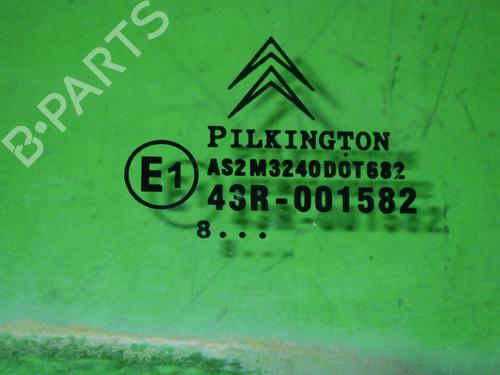 B-PARTS
PILKINGTON
E1
AS2M3240DOT682
43R-001582
8...